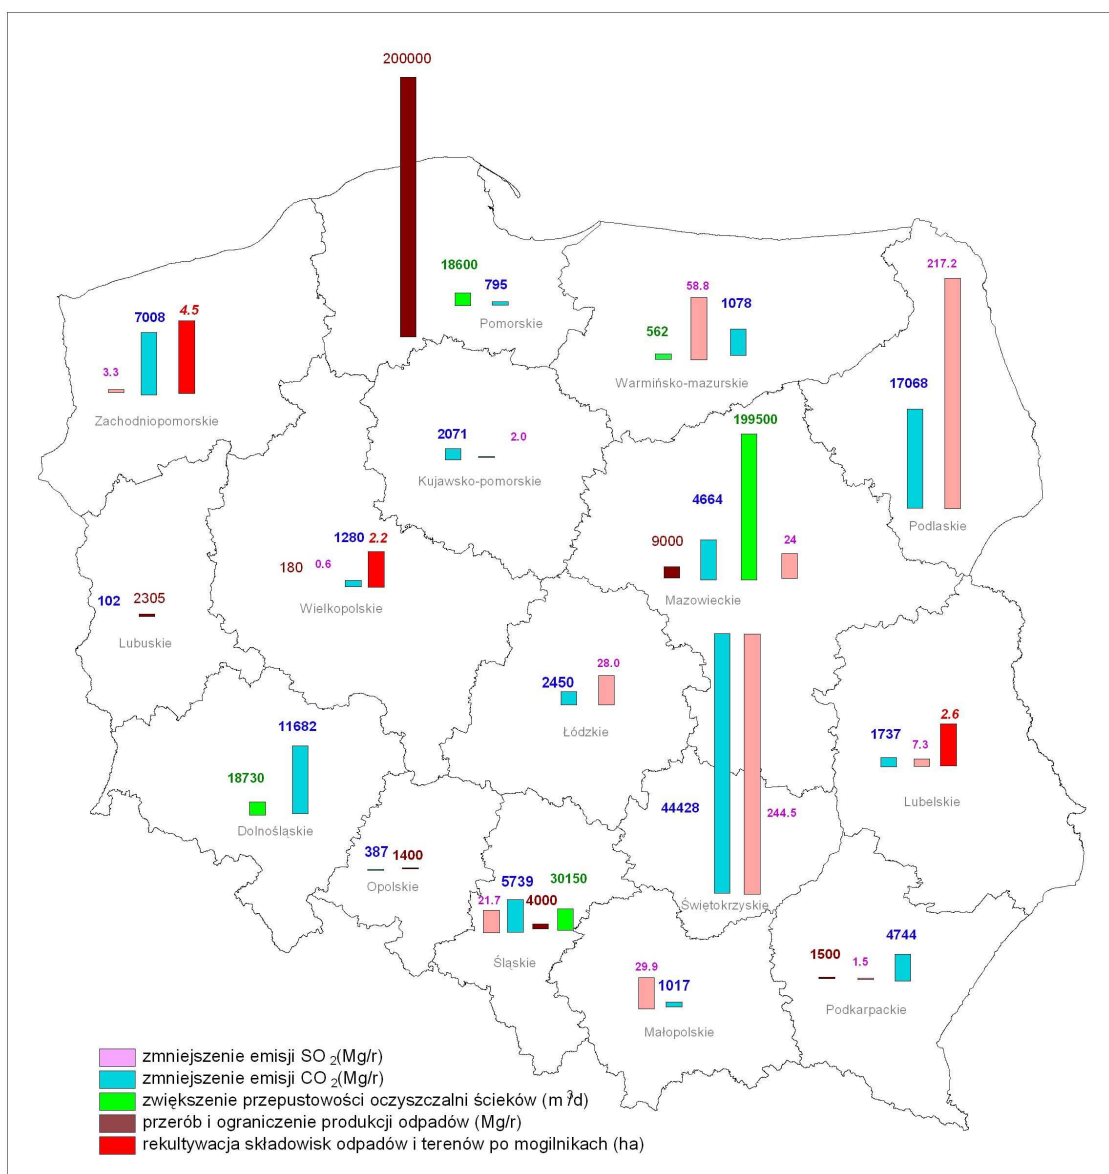 200000
18600
795
Pomorskie
58.8
1078
562
Warmińsko-mazurskie
217.2
17068
Podlaskie
7008
4.5
3.3
Zachodniopomorskie
2071
2.0
Kujawsko-pomorskie
199500
4664
9000
24
Mazowieckie
1280
2.2
180
0.6
Wielkopolskie
102
2305
Lubuskie
28.0
2450
Łódzkie
2.6
1737
7.3
Lubelskie
11682
18730
Dolnośląskie
44428
244.5
Świętokrzyskie
387
1400
Opolskie
30150
5739
21.7
4000
Śląskie
29.9
1017
Małopolskie
4744
1500
1.5
Podkarpackie
zmniejszenie emisji SO2(Mg/r)
zmniejszenie emisji CO2(Mg/r)
zwiększenie przepustowości oczyszczalni ścieków (m3/d)
przerób i ograniczenie produkcji odpadów (Mg/r)
rekultywacja składowisk odpadów i terenów po mogilnikach (ha)